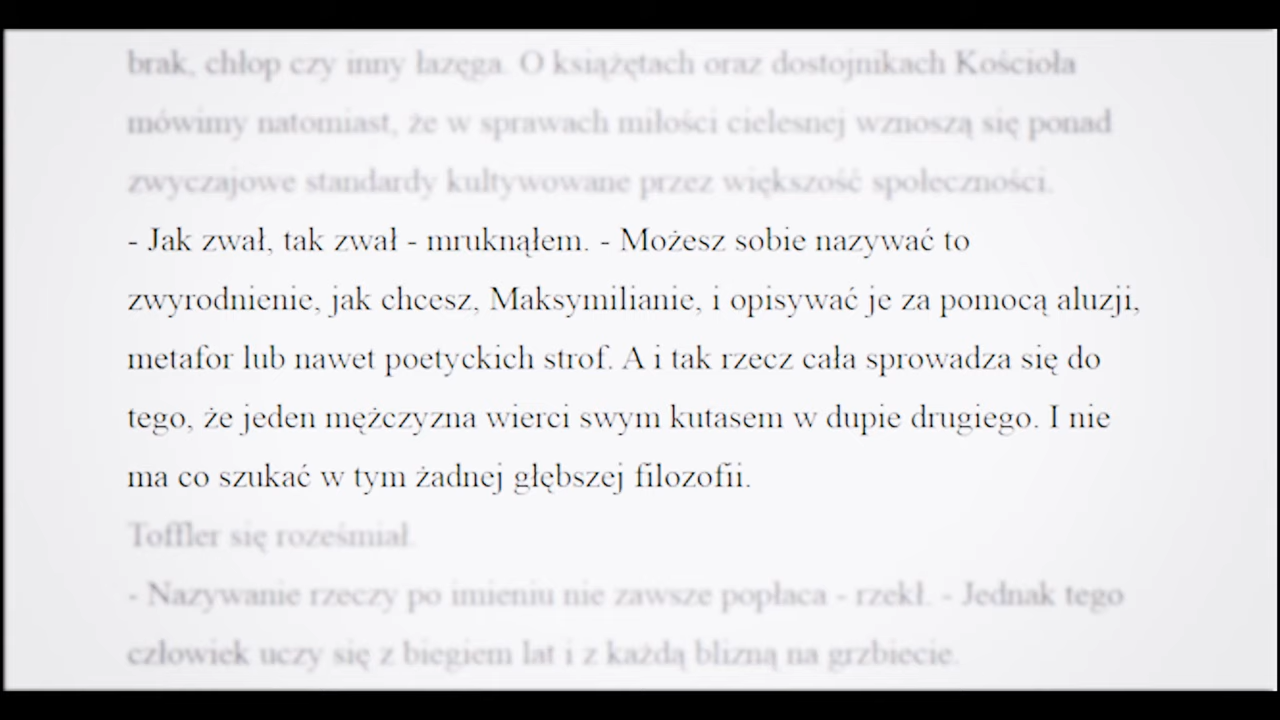 brak, chłop czy inny łazęga. O książętach oraz dostojnikach Kościoła
mówimy natomiast, że w sprawach miłości cielesnej wznoszą się ponad
zwyczajowe standardy kultywowane przez większość społeczności.
- Jak zwał, tak zwał - mruknąłem. - Możesz sobie nazywać to
zwyrodnienie, jak chcesz, Maksymilianie, i opisywać je za pomocą aluzji,
metafor lub nawet poetyckich strof. A i tak rzecz cała sprowadza się do
tego, że jeden mężczyzna wierci swym kutasem w dupie drugiego. I nie
ma co szukać w tym żadnej głębszej filozofii.
Toffler się roześmiał.
- Nazywanie rzeczy po imieniu nie zawsze popłaca - rzekł. - Jednak tego
człowiek uczy się z biegiem lat i z każdą blizną na grzbiecie.